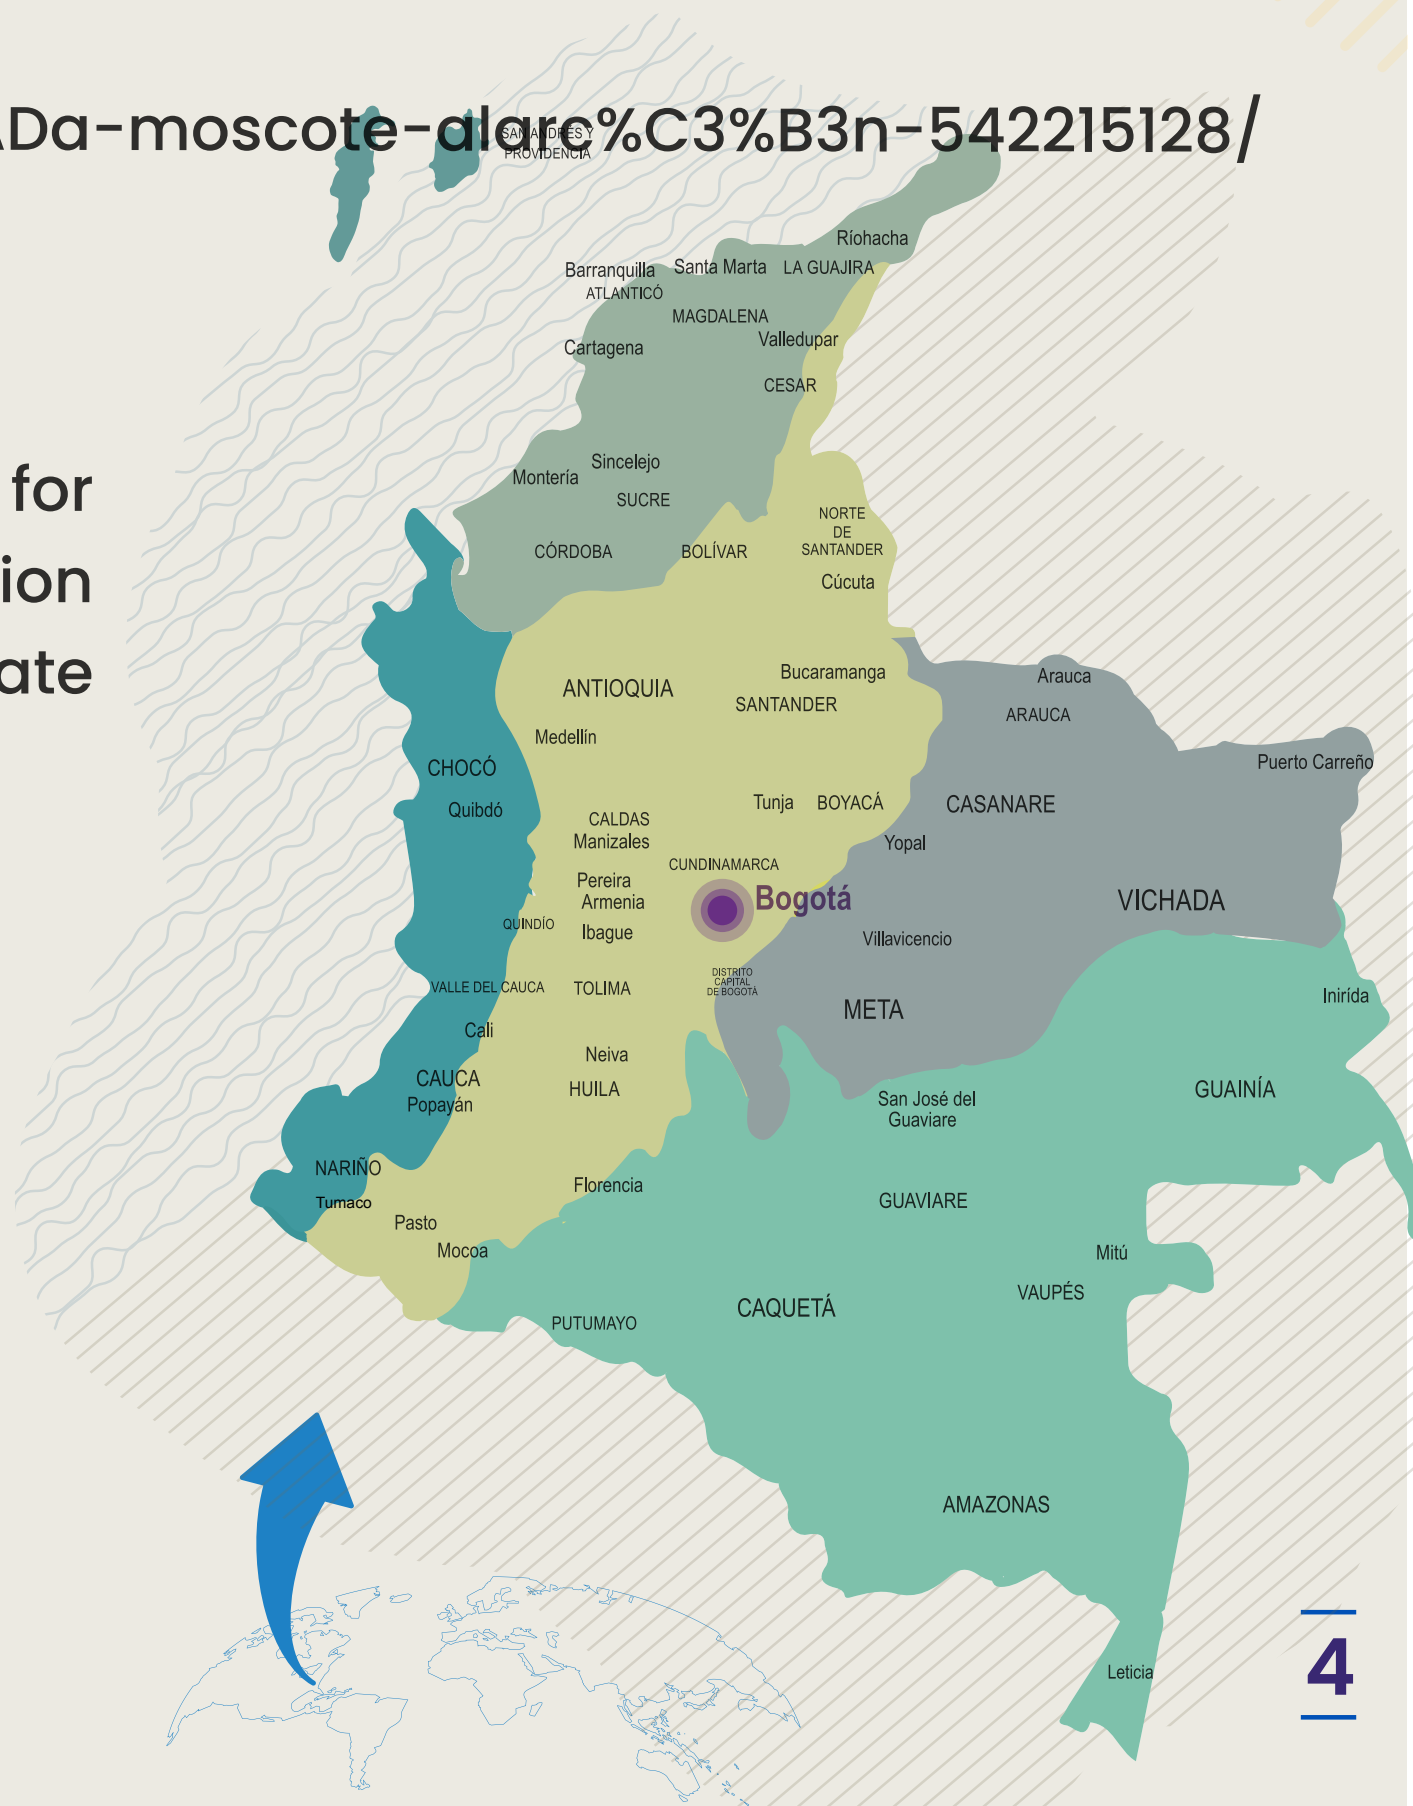 ADa-moscote-alarc%C3%B3n-542215128/
SAN ANDRÉS Y
PROVIDENCIA
Ríohacha
Barranquilla
Santa Marta
LA GUAJIRA
ATLANTICÓ
MAGDALENA
Valledupar
Cartagena
CESAR
for
ion
ate
Sincelejo
Montería
SUCRE
NORTE
DE
SANTANDER
CÓRDOBA
BOLÍVAR
Cúcuta
Bucaramanga
Arauca
ANTIOQUIA
SANTANDER
ARAUCA
Medellín
CHOCÓ
Puerto Carreño
Quibdó
Tunja
BOYACÁ
CASANARE
CALDAS
Manizales
Yopal
CUNDINAMARCA
Pereira
Armenia
Bogotá
VICHADA
QUINDÍO
Ibague
Villavicencio
DISTRITO
CAPITAL
DE BOGOTÀ
VALLE DEL CAUCA
TOLIMA
Inirída
META
Cali
Neiva
CAUCA
HUILA
GUAINÍA
Popayán
San José del
Guaviare
NARIÑO
Florencia
GUAVIARE
Tumaco
Pasto
Mocoa
Mitú
VAUPÉS
CAQUETÁ
PUTUMAYO
AMAZONAS
Leticia
4